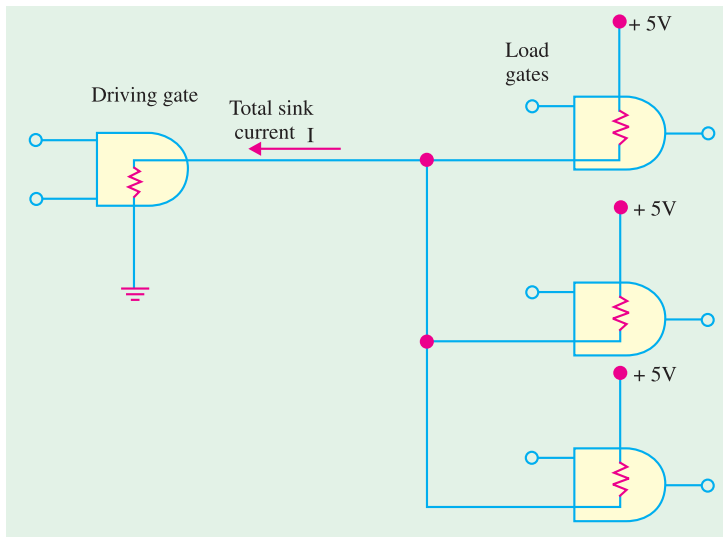 + 5V
Load
gates
Driving gate
Total sink
current I
+ 5V
+ 5V